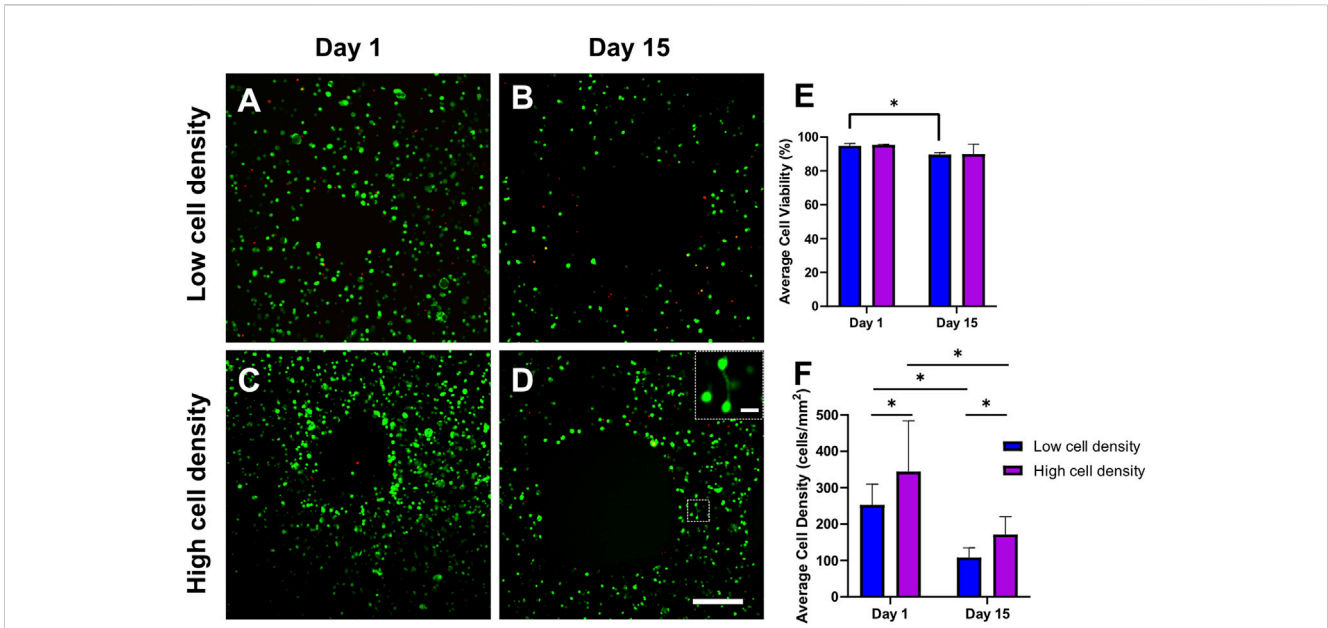 Day 1
Day 15
Low cell density
High cell density
A
B
C
D
E
*
Average Cell Viability (%)
100
80
60
40
20
0
Day 1
Day 15
F
*
*
*
*
Average Cell Density (cells/mm²)
500
400
300
200
100
0
Day 1
Day 15
Low cell density
High cell density